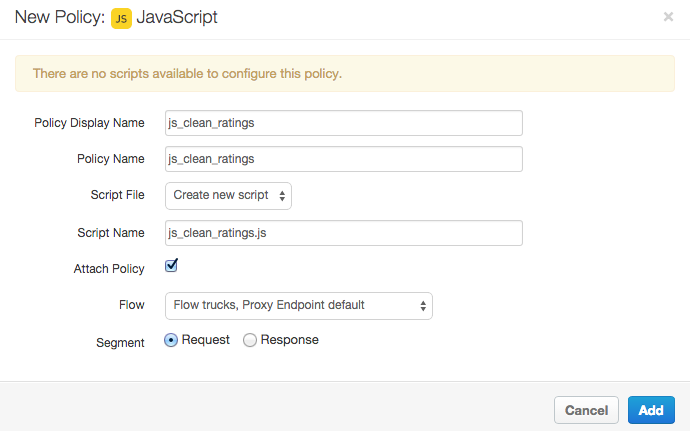 New Policy: JS JavaScript ×
There are no scripts available to configure this policy.
Policy Display Name js_clean_ratings
Policy Name js_clean_ratings
Script File Create new script
Script Name js_clean_ratings.js
Attach Policy
Flow Flow trucks, Proxy Endpoint default
Segment Request Response
Cancel Add